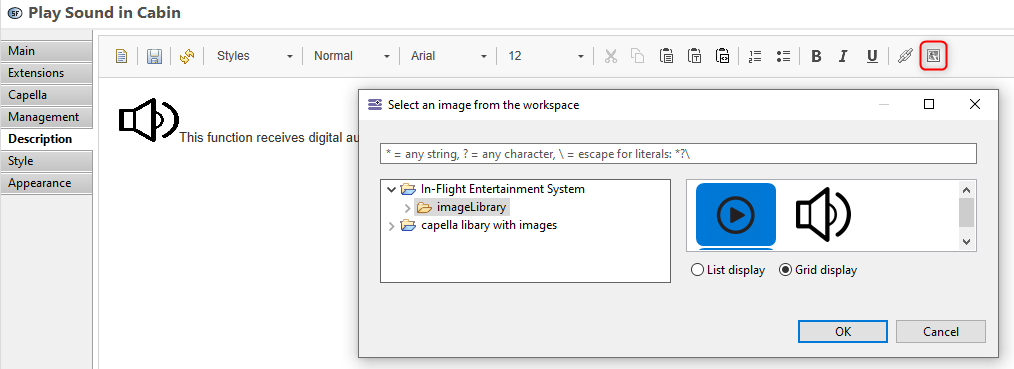 SF Play Sound in Cabin
Main
Extensions
Capella
Management
Description
Style
Appearance
Styles Normal Arial 12 B I U
This function receives digital au
Select an image from the workspace
* = any string, ? = any character, \ = escape for literals: *?\
In-Flight Entertainment System
imageLibrary
capella libary with images
List display Grid display
OK Cancel